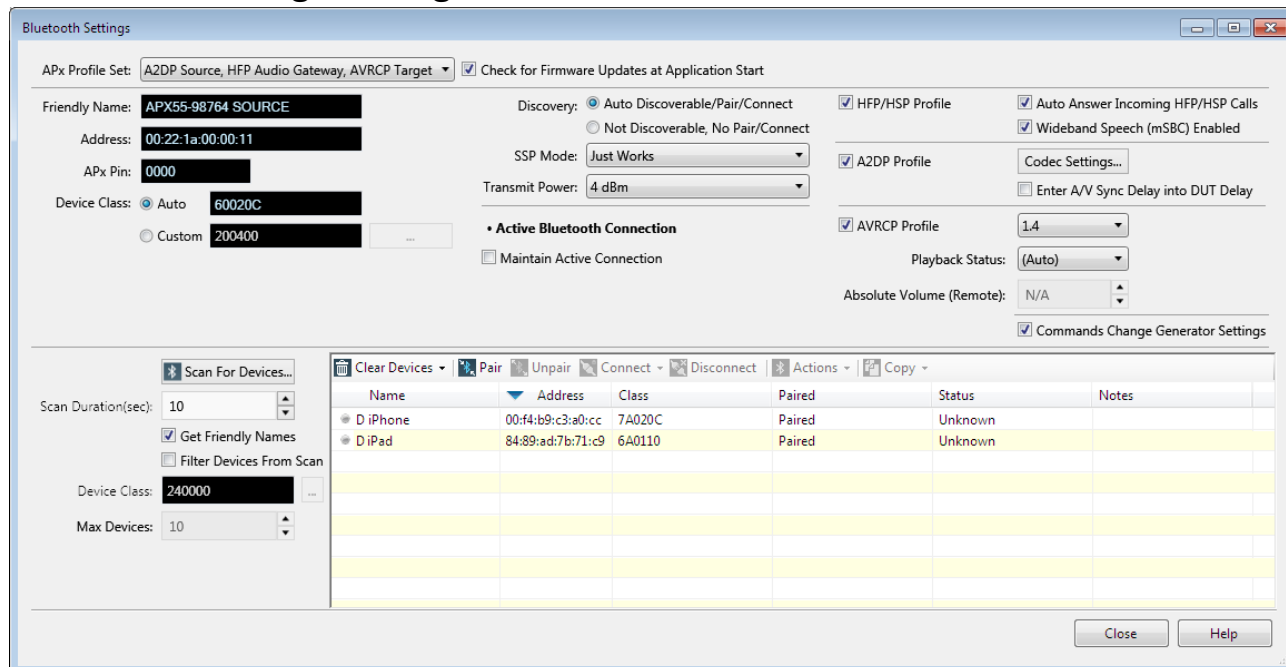 Bluetooth Settings
APx Profile Set: A2DP Source, HFP Audio Gateway, AVRCP Target Check for Firmware Updates at Application Start
Friendly Name: APX55-98764 SOURCE
Address: 00:22:1a:00:00:11
APx Pin: 0000
Device Class: Auto 60020C
Custom 200400 ...
Discovery: Auto Discoverable/Pair/Connect
Not Discoverable, No Pair/Connect
SSP Mode: Just Works
Transmit Power: 4 dBm
• Active Bluetooth Connection
Maintain Active Connection
HFP/HSP Profile Auto Answer Incoming HFP/HSP Calls
Wideband Speech (mSBC) Enabled
A2DP Profile Codec Settings...
Enter A/V Sync Delay into DUT Delay
AVRCP Profile 1.4
Playback Status: (Auto)
Absolute Volume (Remote): N/A
Commands Change Generator Settings
Scan For Devices...
Scan Duration(sec): 10
Get Friendly Names
Filter Devices From Scan
Device Class: 240000 ...
Max Devices: 10
Clear Devices Pair Unpair Connect Disconnect Actions Copy
Name Address Class Paired Status Notes
D iPhone 00:f4:b9:c3:a0:cc 7A020C Paired Unknown
D iPad 84:89:ad:7b:71:c9 6A0110 Paired Unknown
Close Help